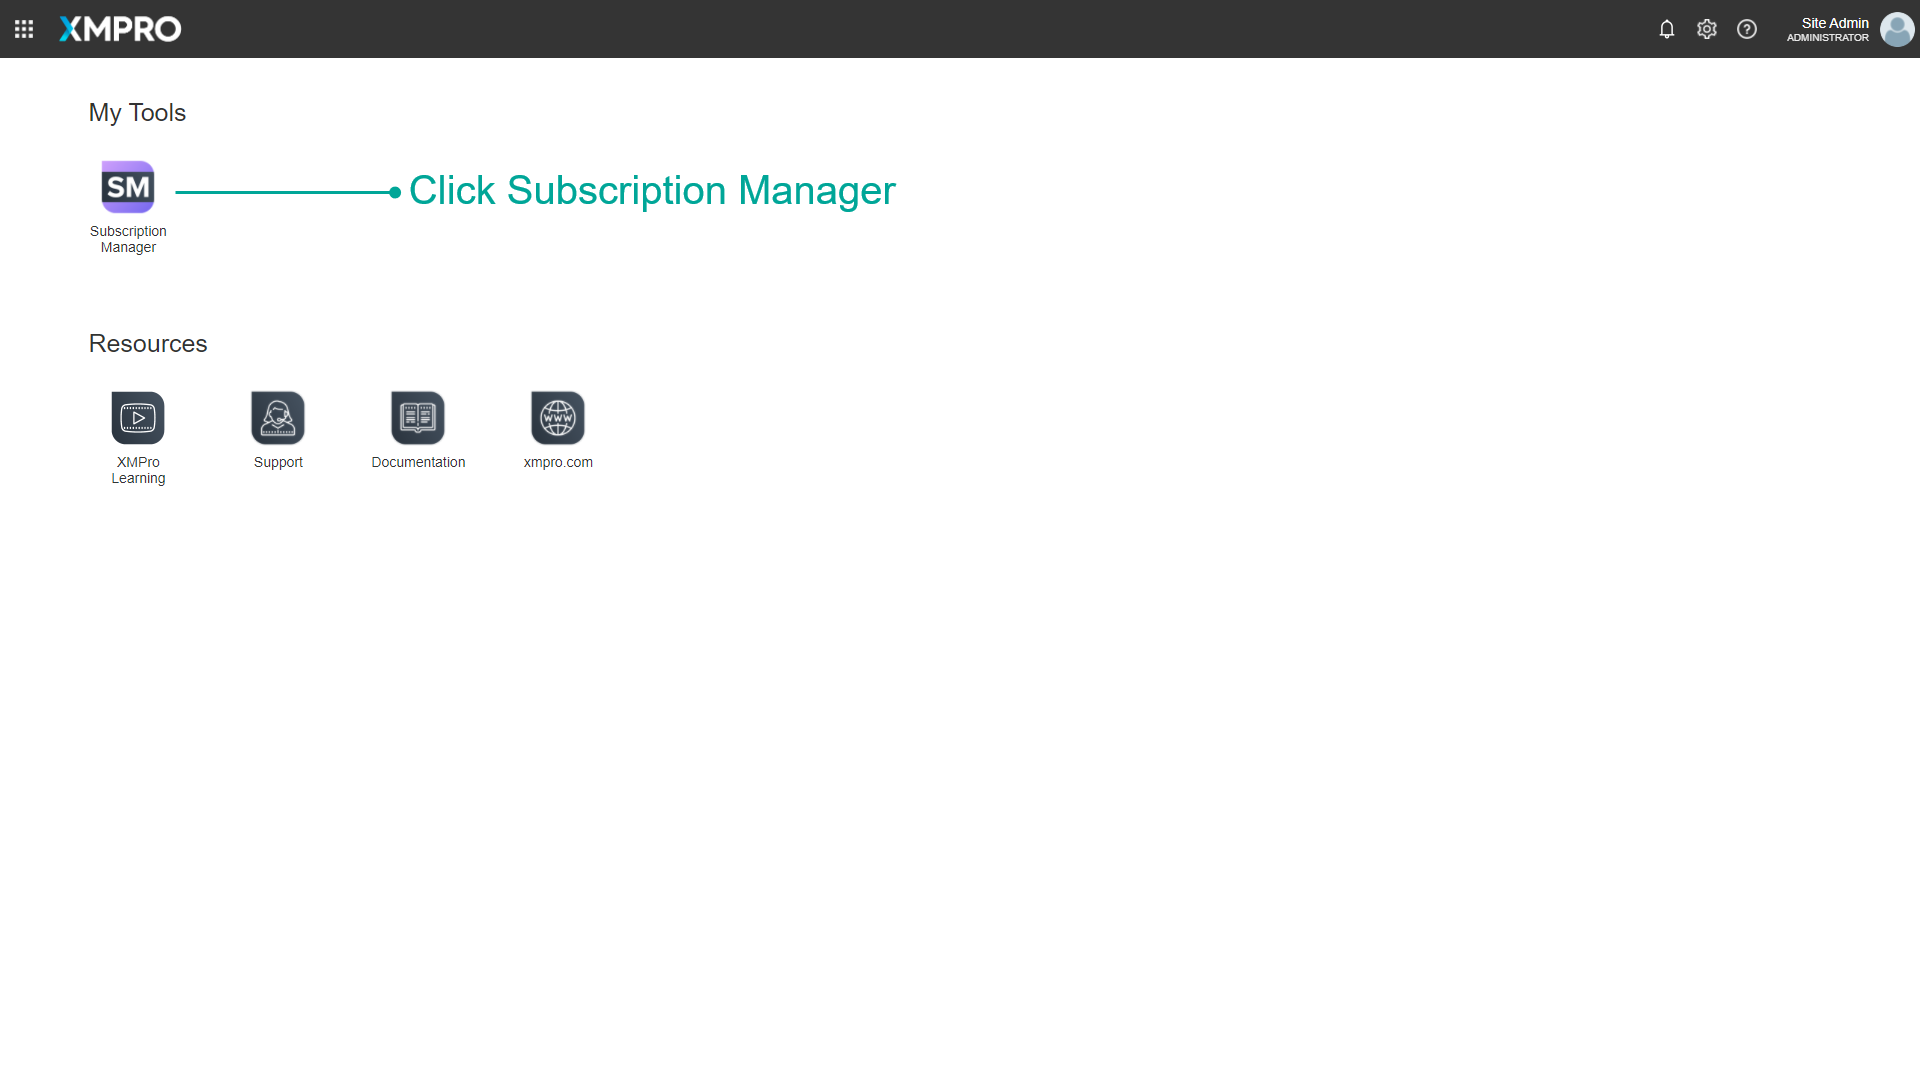 XMPRO
Site Admin
ADMINISTRATOR
My Tools
SM
Click Subscription Manager
Subscription
Manager
Resources
WWW
XMPro
Learning
Support
Documentation
xmpro.com